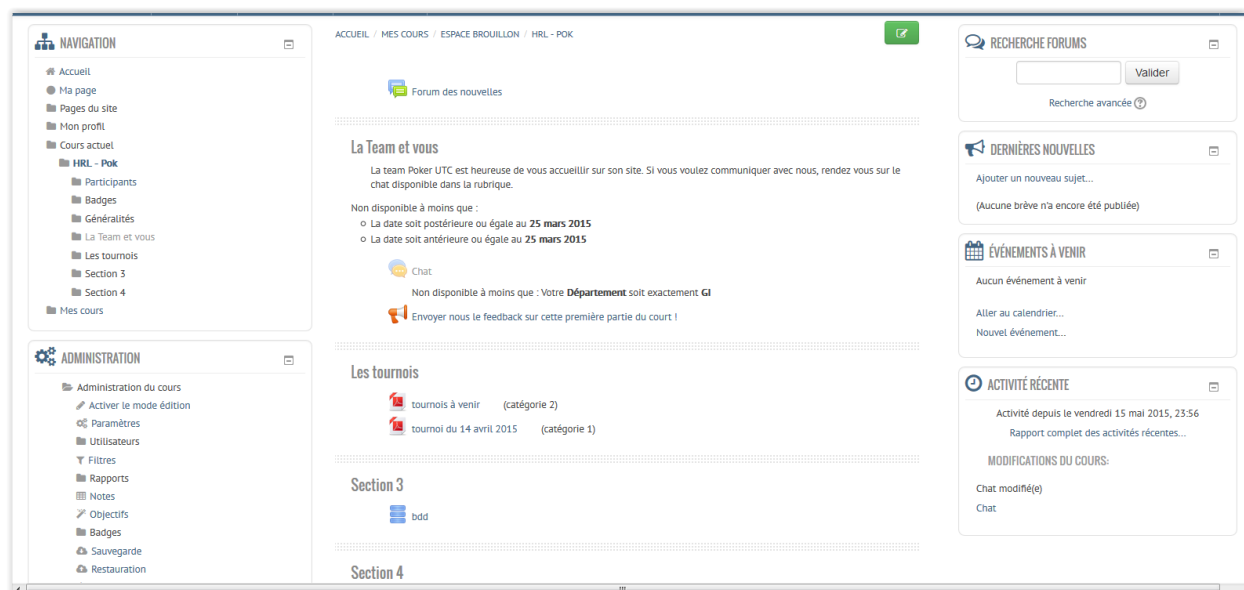 NAVIGATION
Accueil
Ma page
Pages du site
Mon profil
Cours actuel
HRL - Pok
Participants
Badges
Généralités
La Team et vous
Les tournois
Section 3
Section 4
Mes cours
ADMINISTRATION
Administration du cours
Activer le mode édition
Paramètres
Utilisateurs
Filtres
Rapports
Notes
Objectifs
Badges
Sauvegarde
Restauration
ACCUEIL / MES COURS / ESPACE BROUILLON / HRL - POK
Forum des nouvelles
La Team et vous
La team Poker UTC est heureuse de vous accueillir sur son site. Si vous voulez communiquer avec nous, rendez vous sur le
chat disponible dans la rubrique.
Non disponible à moins que :
La date soit postérieure ou égale au 25 mars 2015
La date soit antérieure ou égale au 25 mars 2015
Chat
Non disponible à moins que : Votre Département soit exactement GI
Envoyer nous le feedback sur cette première partie du court !
Les tournois
tournois à venir (catégorie 2)
tournoi du 14 avril 2015 (catégorie 1)
Section 3
bdd
Section 4
RECHERCHE FORUMS
Valider
Recherche avancée
DERNIÈRES NOUVELLES
Ajouter un nouveau sujet...
(Aucune brève n'a encore été publiée)
ÉVÉNEMENTS À VENIR
Aucun événement à venir
Aller au calendrier...
Nouvel événement...
ACTIVITÉ RÉCENTE
Activité depuis le vendredi 15 mai 2015, 23:56
Rapport complet des activités récentes...
MODIFICATIONS DU COURS:
Chat modifié(e)
Chat